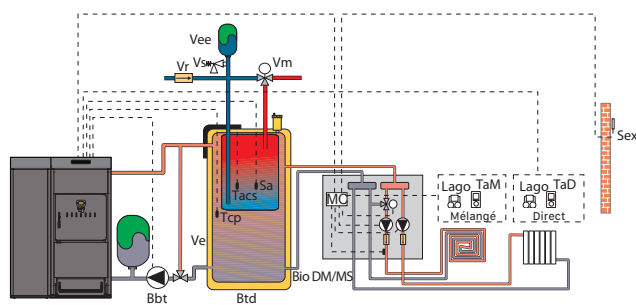 Vee
Vs
Vr
Vm
Sex
Tacs
Sa
Tcp
MC
Lago TaM
Mélangé
Lago TaD
Direct
Ve
Bio DM/MS
Bbt
Btd